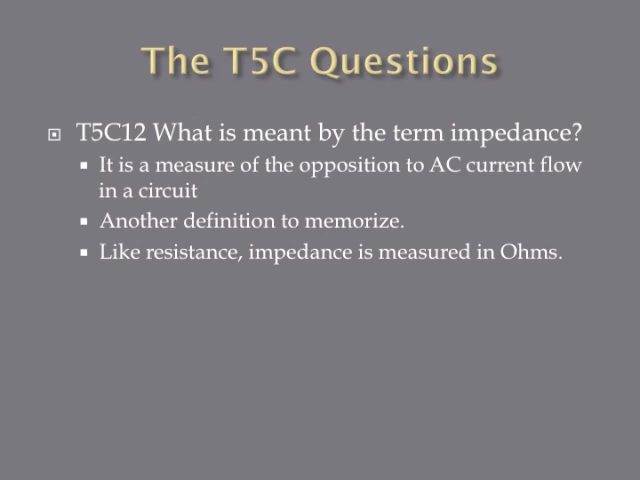 The T5C Questions
T5C12 What is meant by the term impedance?
It is a measure of the opposition to AC current flow
in a circuit
Another definition to memorize.
Like resistance, impedance is measured in Ohms.